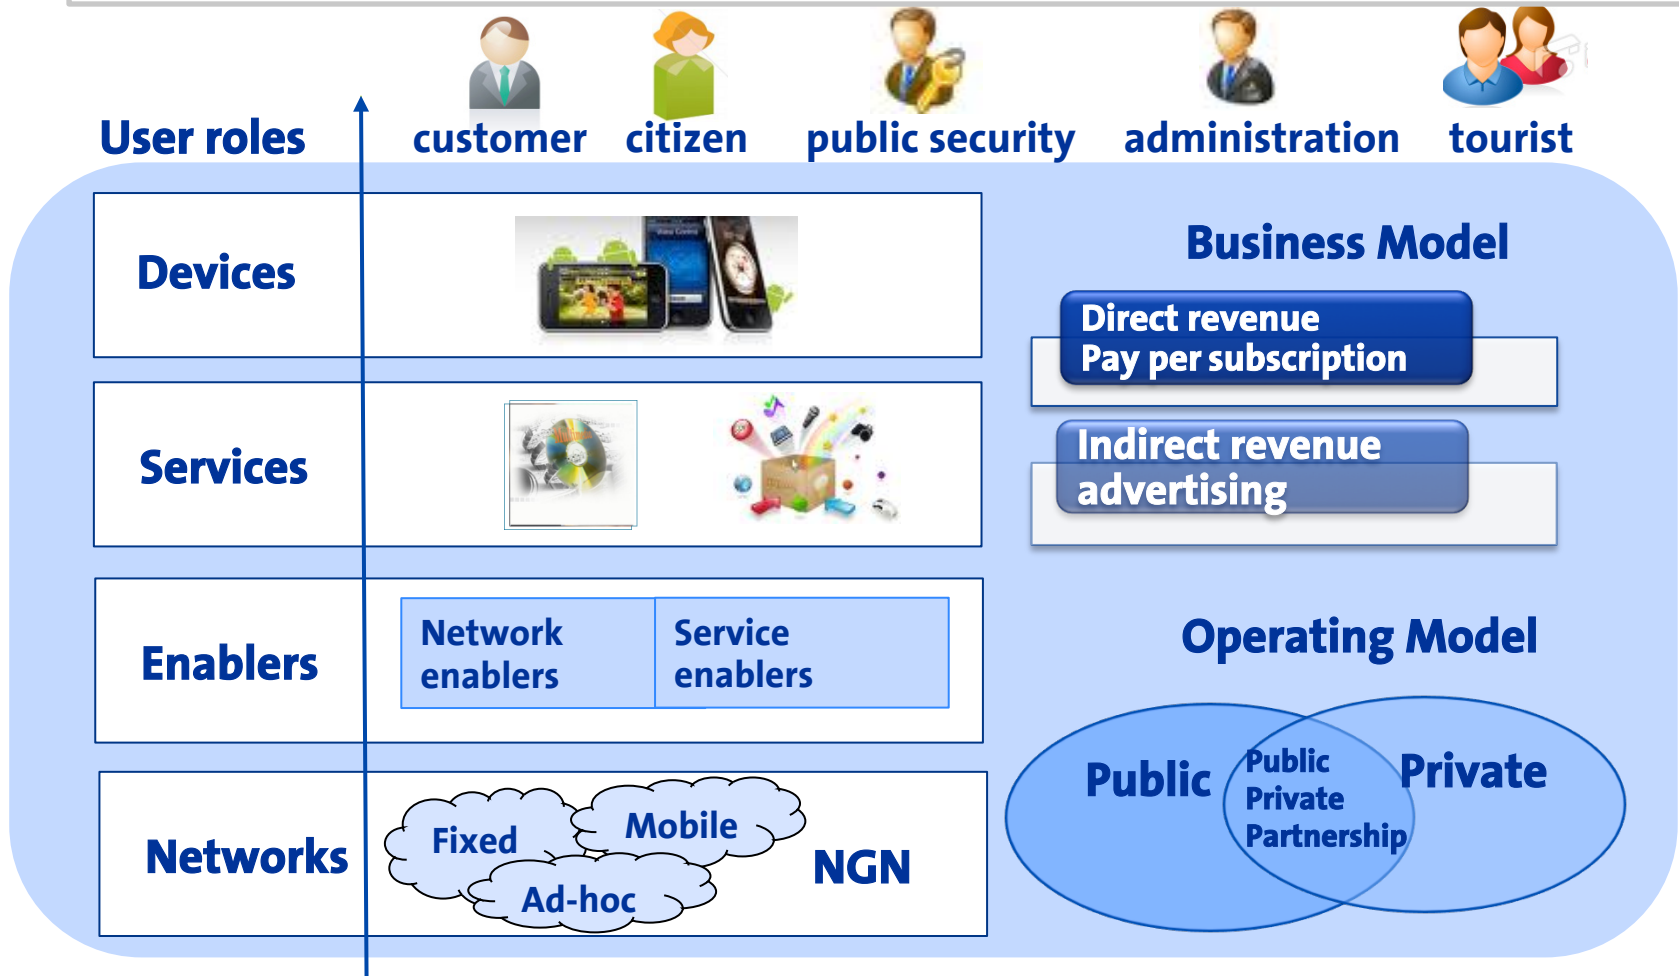 User roles
customer
citizen
public security
administration
tourist
Devices
Services
Enablers
Network
enablers
Service
enablers
Networks
Fixed
Mobile
Ad-hoc
NGN
Business Model
Direct revenue
Pay per subscription
Indirect revenue
advertising
Operating Model
Public
Public
Private
Partnership
Private